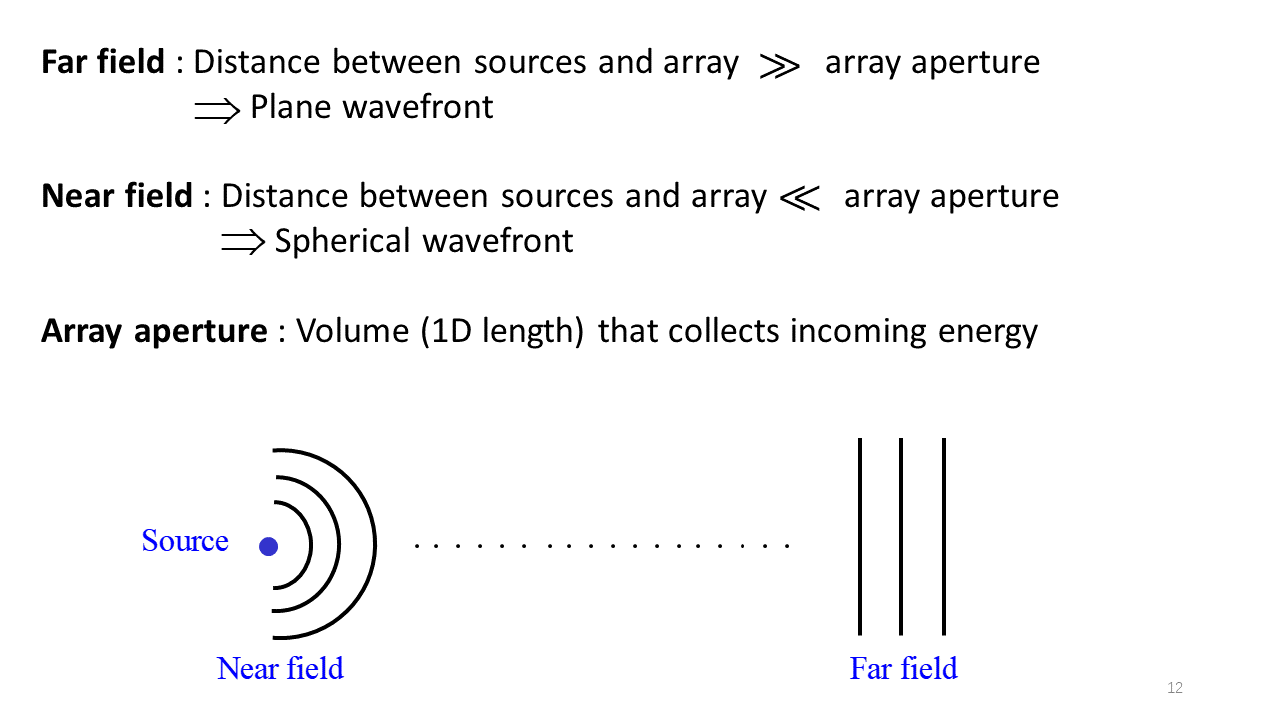 Far field : Distance between sources and array ≫ array aperture
⇒ Plane wavefront
Near field : Distance between sources and array ≪ array aperture
⇒ Spherical wavefront
Array aperture : Volume (1D length) that collects incoming energy
Source
Near field
Far field
12